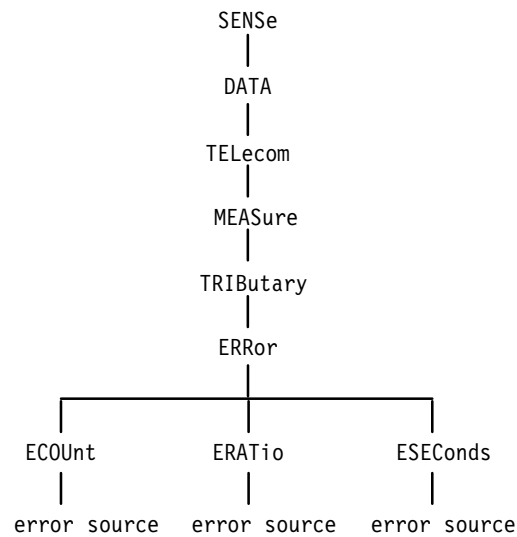 SENSe
DATA
TELecom
MEASure
TRIButary
ERRor
ECOUnt ERATio ESEConds
error source error source error source